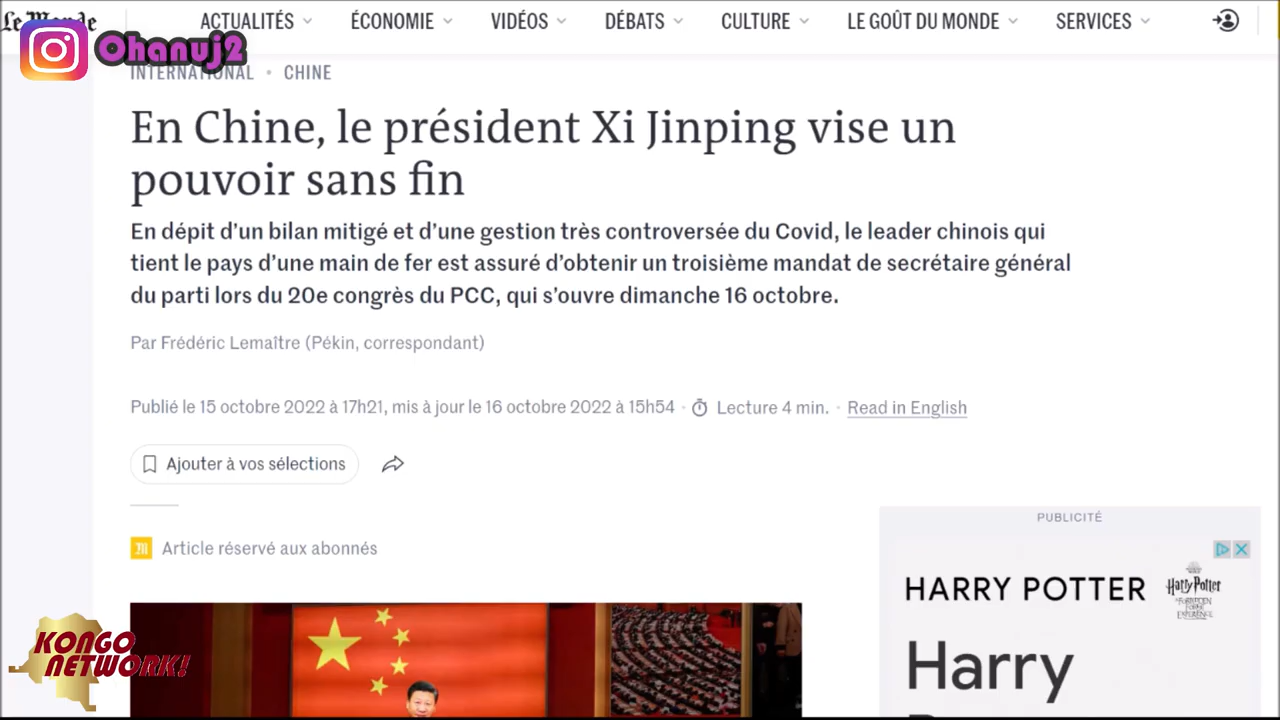 Le Monde
ACTUALITÉS ÉCONOMIE VIDÉOS DÉBATS CULTURE LE GOÛT DU MONDE SERVICES
Ohanuj2
INTERNATIONAL • CHINE
En Chine, le président Xi Jinping vise un
pouvoir sans fin
En dépit d’un bilan mitigé et d’une gestion très controversée du Covid, le leader chinois qui
tient le pays d’une main de fer est assuré d’obtenir un troisième mandat de secrétaire général
du parti lors du 20e congrès du PCC, qui s’ouvre dimanche 16 octobre.
Par Frédéric Lemaître (Pékin, correspondant)
Publié le 15 octobre 2022 à 17h21, mis à jour le 16 octobre 2022 à 15h54 • Lecture 4 min. • Read in English
Ajouter à vos sélections
M Article réservé aux abonnés
PUBLICITÉ
HARRY POTTER
Harry Potter
FORBIDDEN
FOREST
EXPERIENCE
Harry
KONGO
NETWORK!